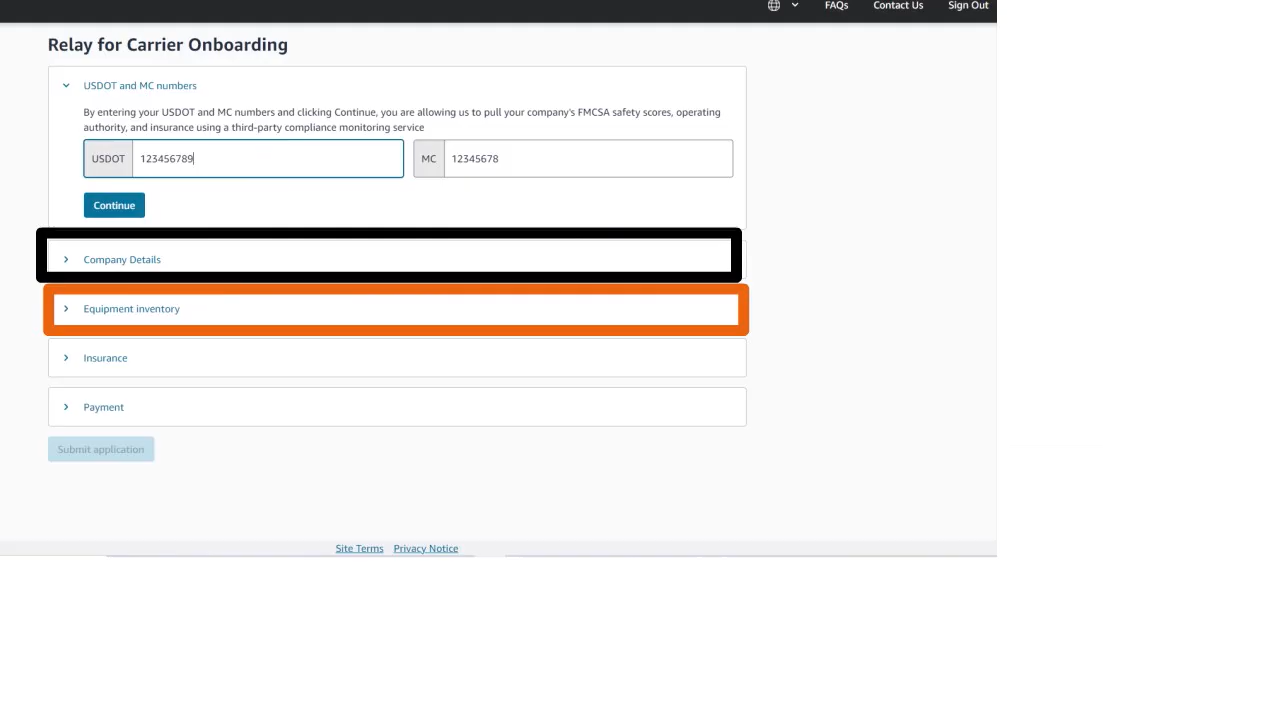 FAQs Contact Us Sign Out
Relay for Carrier Onboarding
USDOT and MC numbers
By entering your USDOT and MC numbers and clicking Continue, you are allowing us to pull your company's FMCSA safety scores, operating
authority, and insurance using a third-party compliance monitoring service
USDOT 123456789 MC 12345678
Continue
Company Details
Equipment inventory
Insurance
Payment
Submit application
Site Terms Privacy Notice